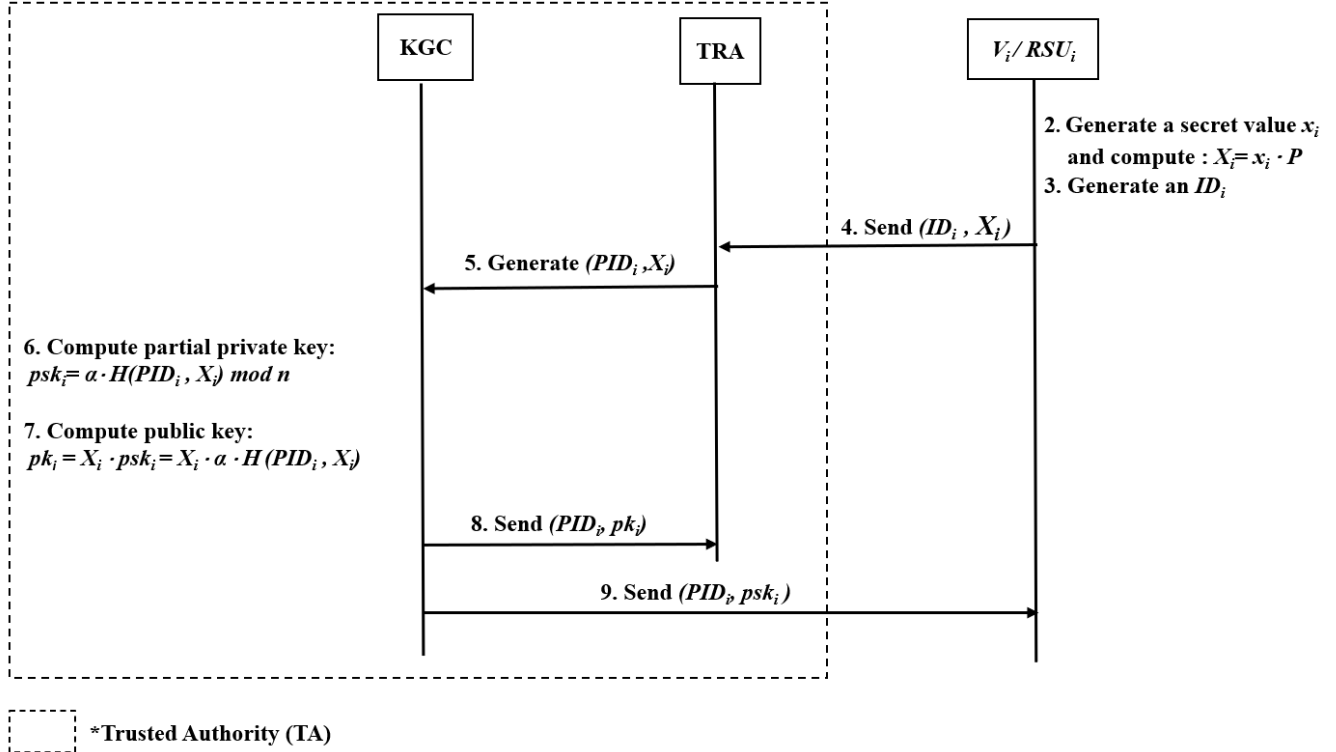 KGC
TRA
V_i / RSU_i
2. Generate a secret value x_i
and compute : X_i= x_i · P
3. Generate an ID_i
4. Send (ID_i , X_i)
5. Generate (PID_i ,X_i)
6. Compute partial private key:
psk_i= α · H(PID_i , X_i) mod n
7. Compute public key:
pk_i = X_i · psk_i = X_i · α · H (PID_i , X_i)
8. Send (PID_i, pk_i)
9. Send (PID_i, psk_i )
*Trusted Authority (TA)